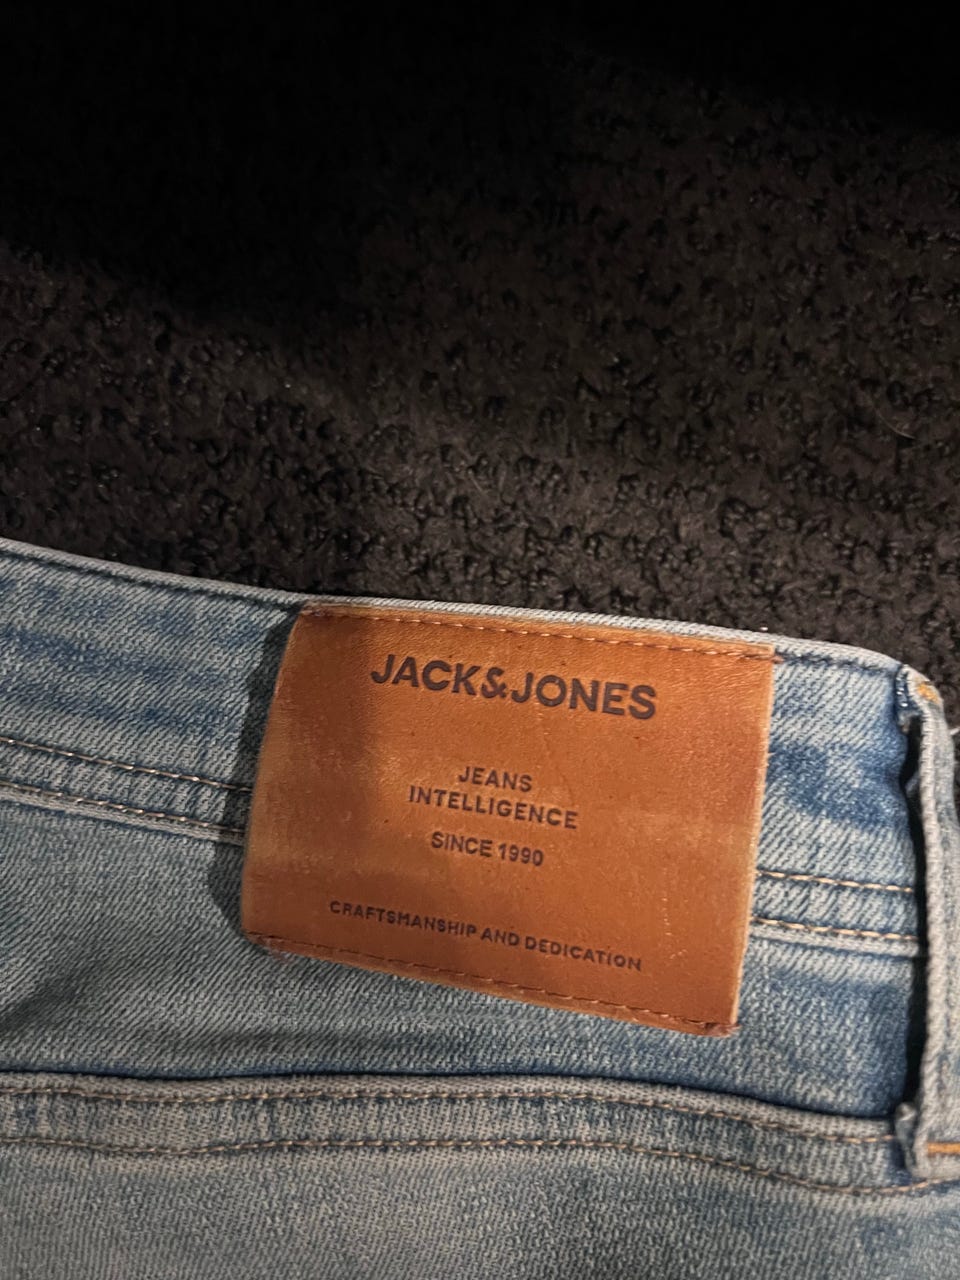 JACK&JONES
JEANS
INTELLIGENCE
SINCE 1990
CRAFTSMANSHIP AND DEDICATION